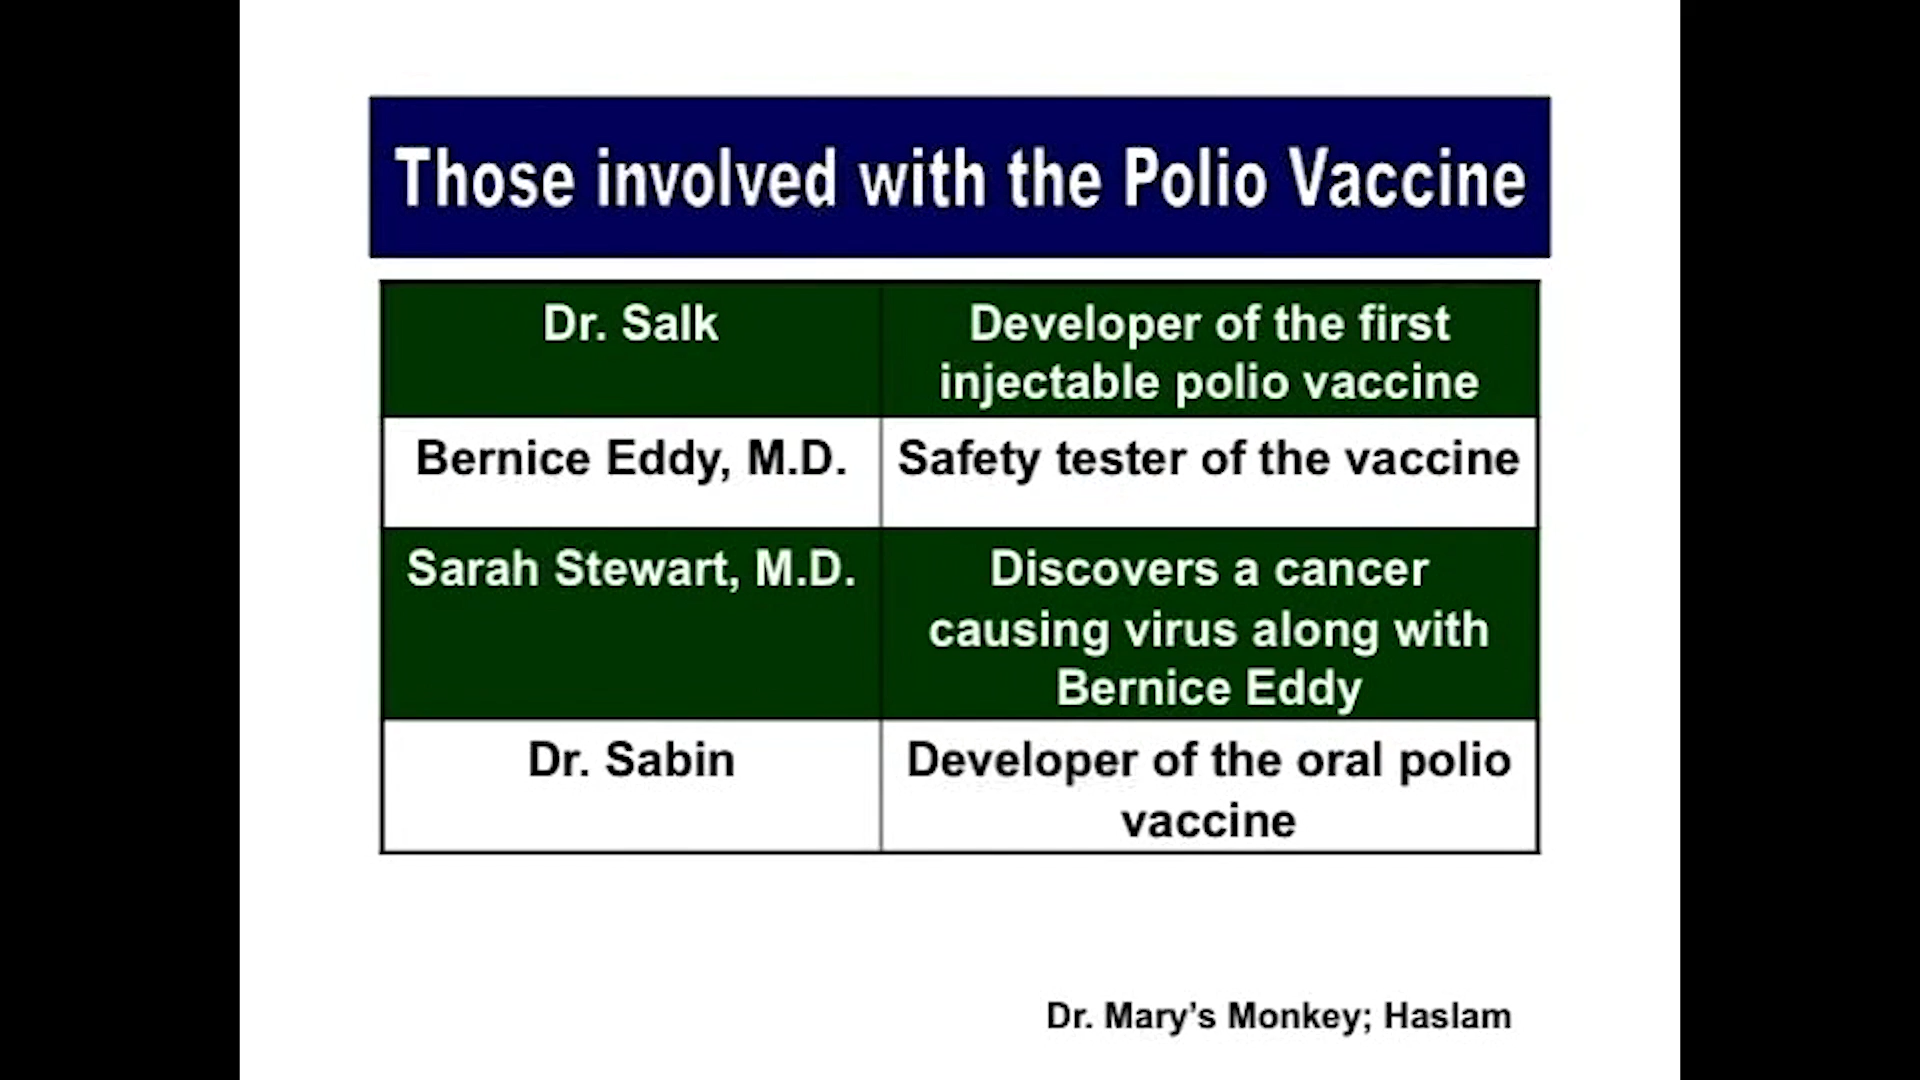 Those involved with the Polio Vaccine
Dr. Salk
Developer of the first
injectable polio vaccine
Bernice Eddy, M.D.
Safety tester of the vaccine
Sarah Stewart, M.D.
Discovers a cancer
causing virus along with
Bernice Eddy
Dr. Sabin
Developer of the oral polio
vaccine
Dr. Mary’s Monkey; Haslam